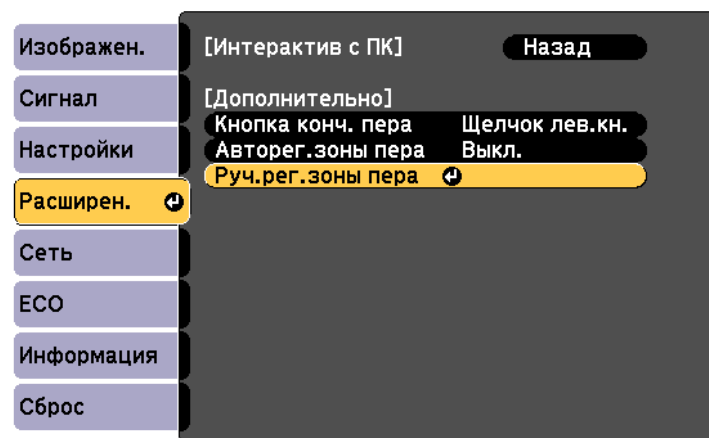 Изображен.
Сигнал
Настройки
Расширен.
Сеть
ECO
Информация
Сброс
[Интерактив с ПК] Назад
[Дополнительно]
Кнопка конч. пера Щелчок лев.кн.
Авторег.зоны пера Выкл.
Руч.рег.зоны пера